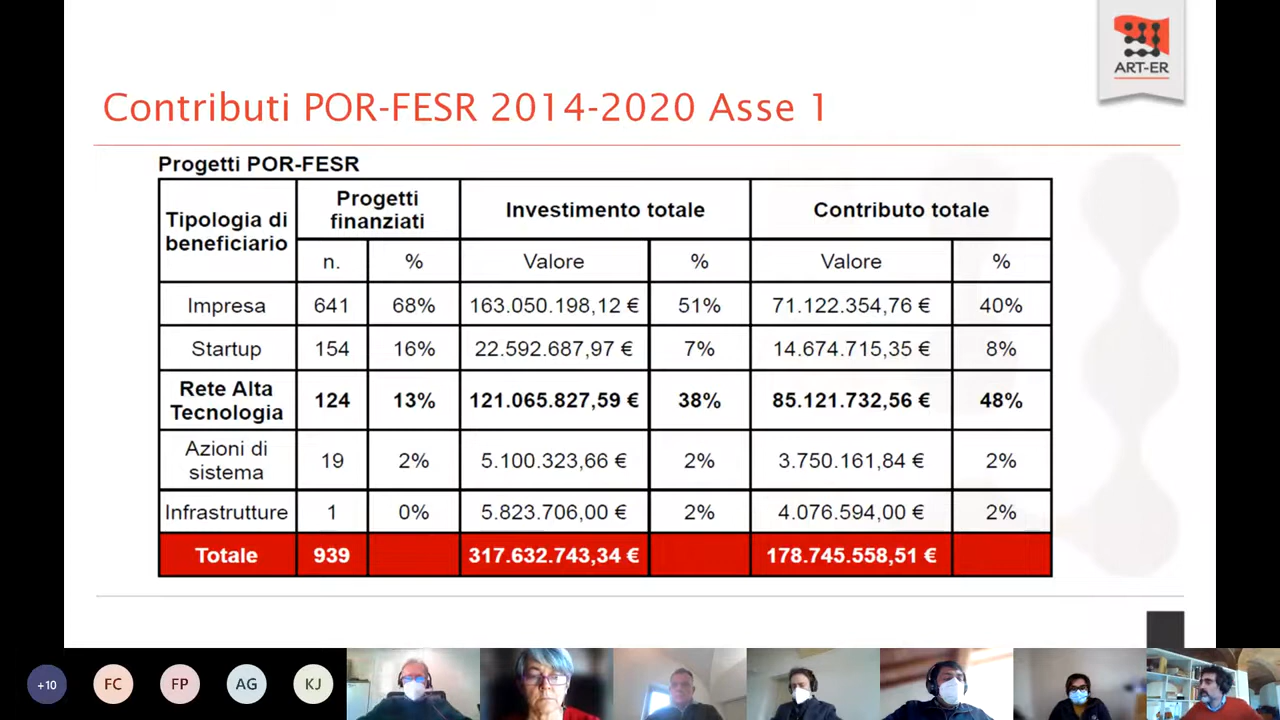 ART-ER
Contributi POR-FESR 2014-2020 Asse 1
Progetti POR-FESR
Tipologia di beneficiario
Progetti finanziati
Investimento totale
Contributo totale
n. % Valore % Valore %
Impresa 641 68% 163.050.198,12 € 51% 71.122.354,76 € 40%
Startup 154 16% 22.592.687,97 € 7% 14.674.715,35 € 8%
Rete Alta Tecnologia 124 13% 121.065.827,59 € 38% 85.121.732,56 € 48%
Azioni di sistema 19 2% 5.100.323,66 € 2% 3.750.161,84 € 2%
Infrastrutture 1 0% 5.823.706,00 € 2% 4.076.594,00 € 2%
Totale 939 317.632.743,34 € 178.745.558,51 €
+10 FC FP AG KJ